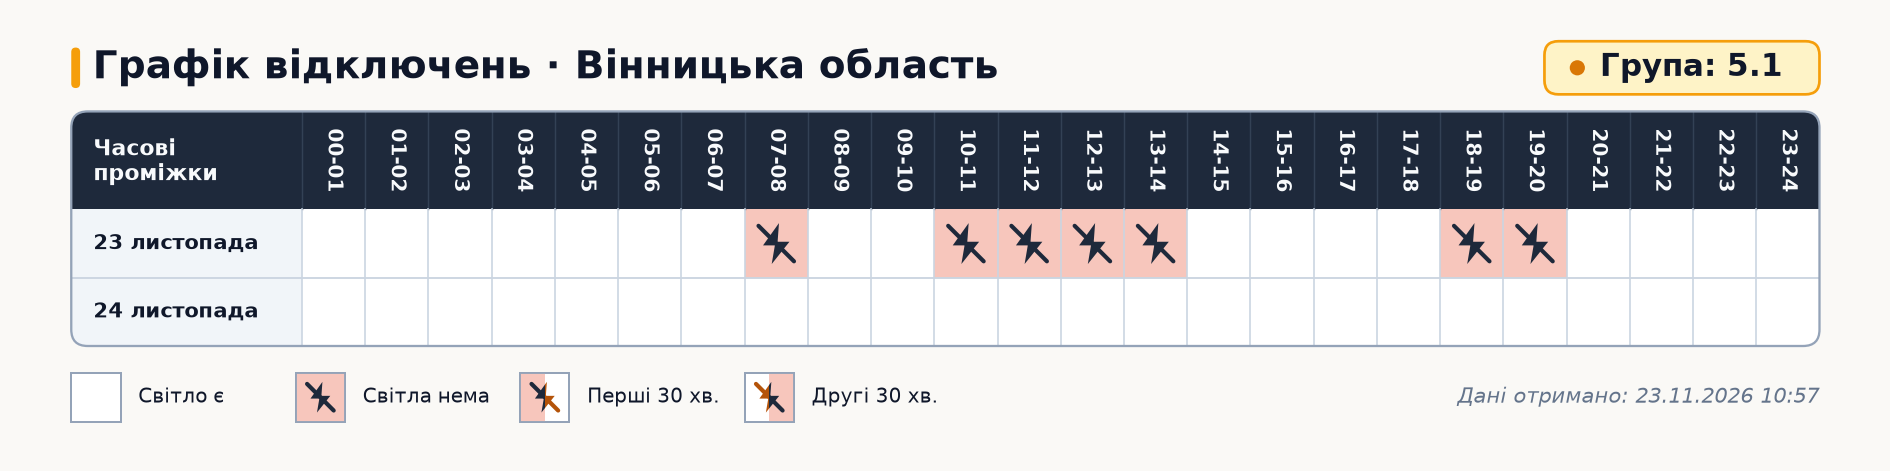 Графік відключень · Вінницька область
Група: 5.1
Часові
проміжки
00-01
01-02
02-03
03-04
04-05
05-06
06-07
07-08
08-09
09-10
10-11
11-12
12-13
13-14
14-15
15-16
16-17
17-18
18-19
19-20
20-21
21-22
22-23
23-24
23 листопада
24 листопада
Світло є
Світла нема
Перші 30 хв.
Другі 30 хв.
Дані отримано: 23.11.2026 10:57